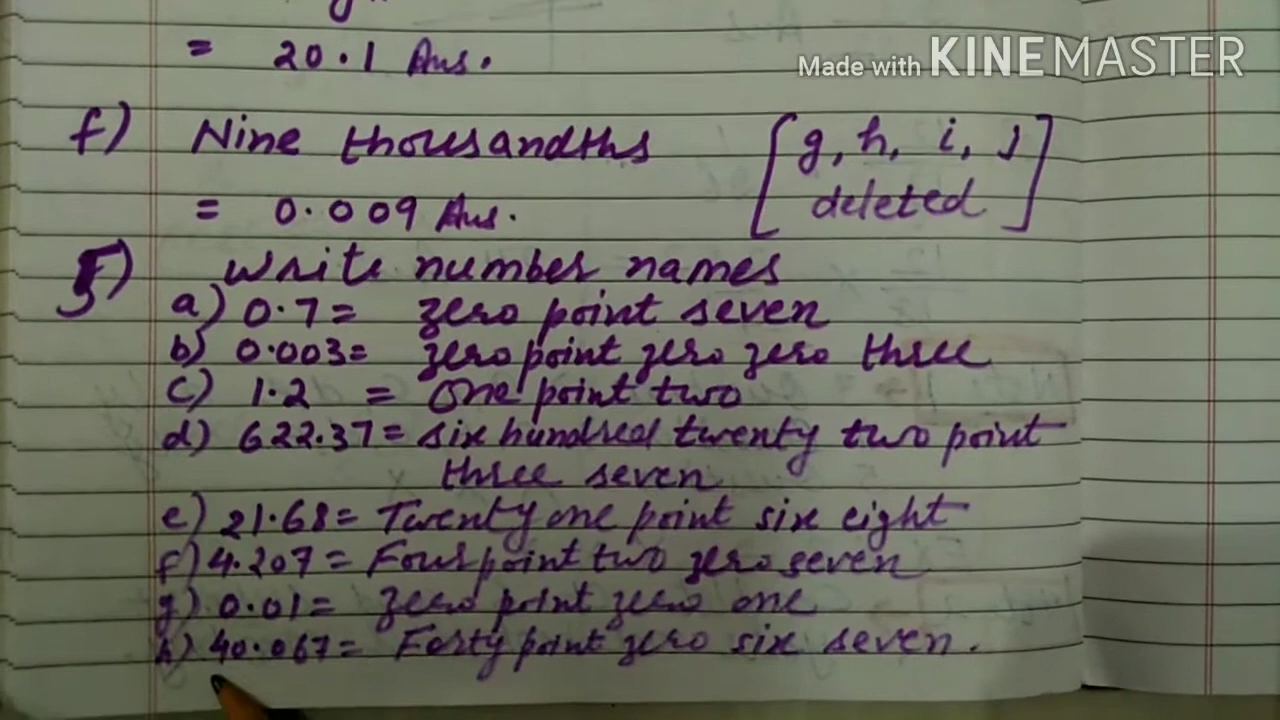 = 20.1 Ans.
Made with KINEMASTER
f) Nine thousandths [g, h, i, j
= 0.009 Ans. deleted]
5) Write number names
a) 0.7 = zero point seven
b) 0.003 = zero point zero zero three
c) 1.2 = One point two
d) 622.37 = six hundred twenty two point
three seven
e) 21.68 = Twenty one point six eight
f) 4.207 = Four point two zero seven
g) 0.01 = zero point zero one
h) 40.067 = Forty point zero six seven.